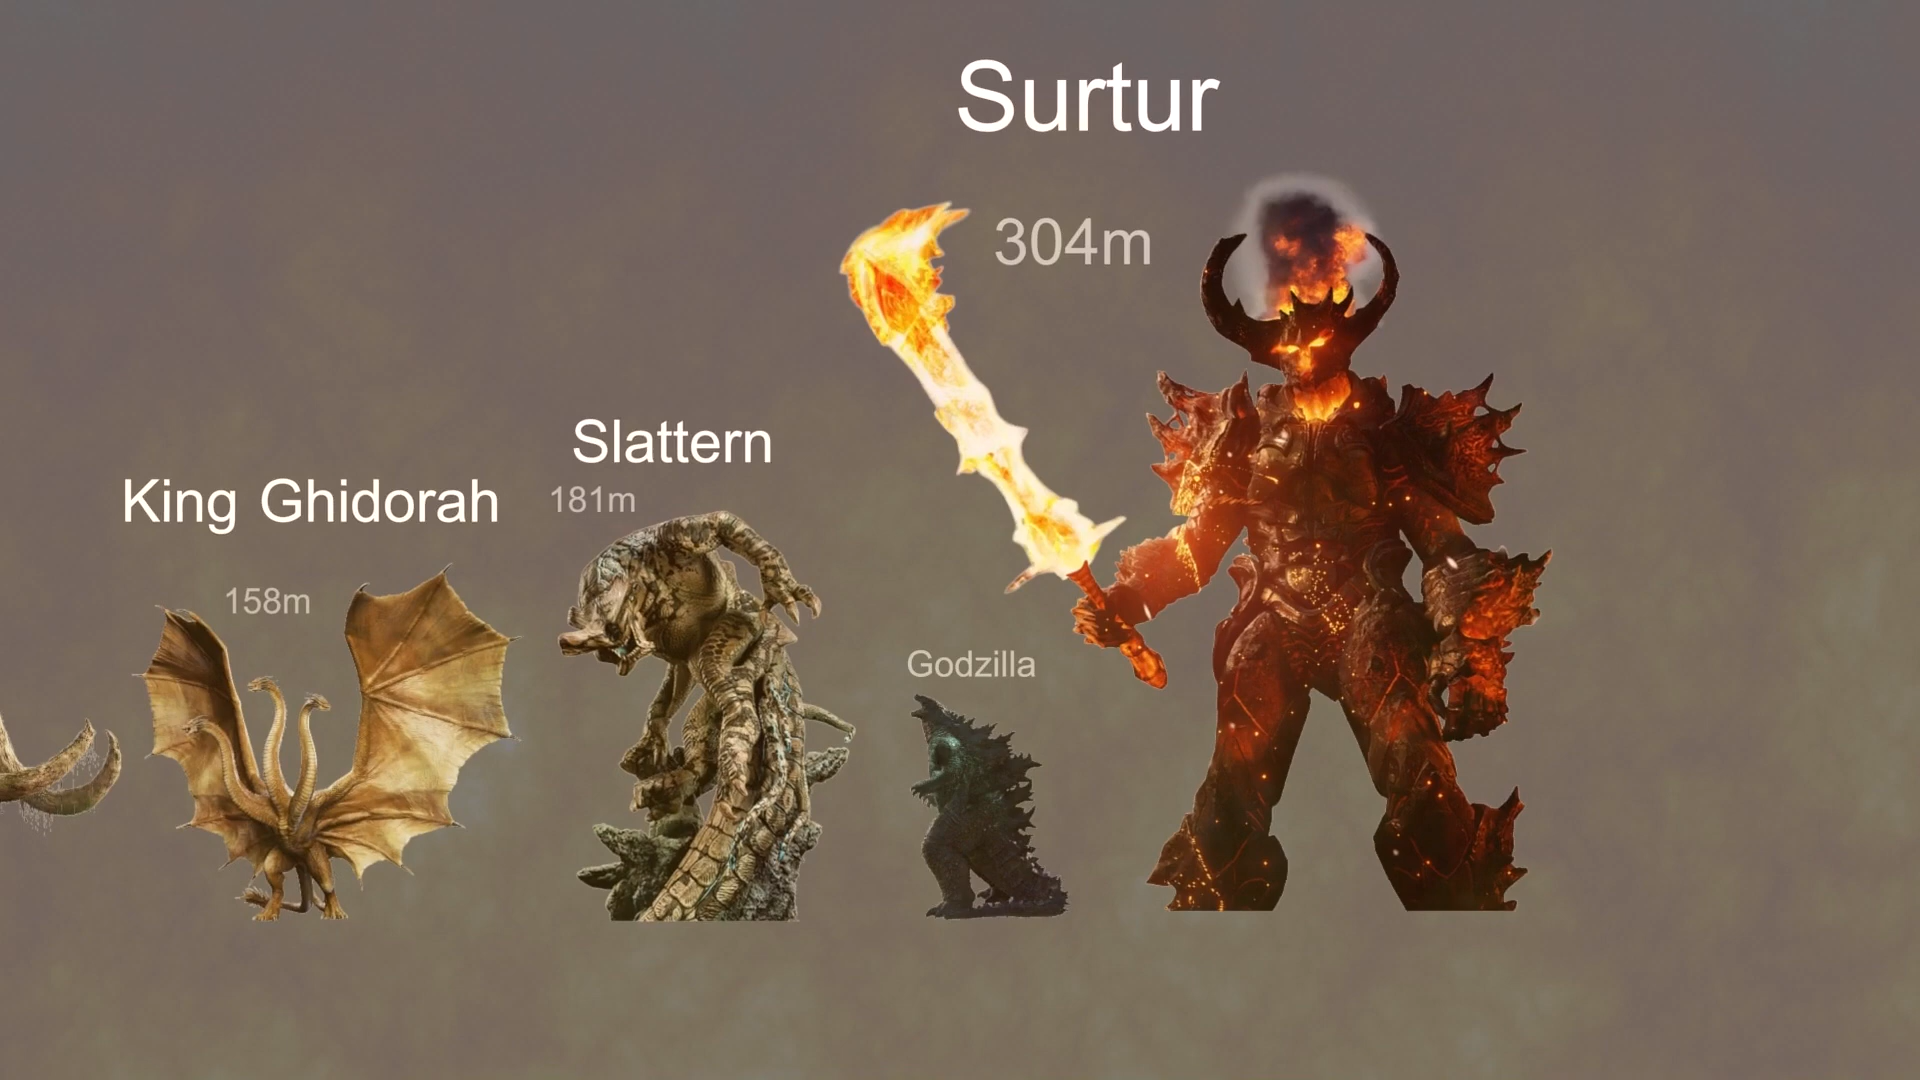 Surtur
304m
Slattern
181m
King Ghidorah
158m
Godzilla